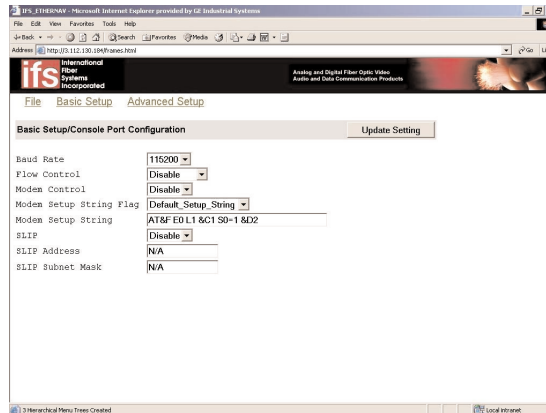 IFS_ETHERNAV - Microsoft Internet Explorer provided by GE Industrial Systems
File Edit View Favorites Tools Help
Back Search Favorites Media
Address http://3.112.130.184/frames.html Go
ifs International Fiber Systems Incorporated
Analog and Digital Fiber Optic Video
Audio and Data Communication Products
File Basic Setup Advanced Setup
Basic Setup/Console Port Configuration Update Setting
Baud Rate 115200
Flow Control Disable
Modem Control Disable
Modem Setup String Flag Default_Setup_String
Modem Setup String AT&F E0 L1 &C1 S0=1 &D2
SLIP Disable
SLIP Address N/A
SLIP Subnet Mask N/A
3 Hierarchical Menu Trees Created Local intranet